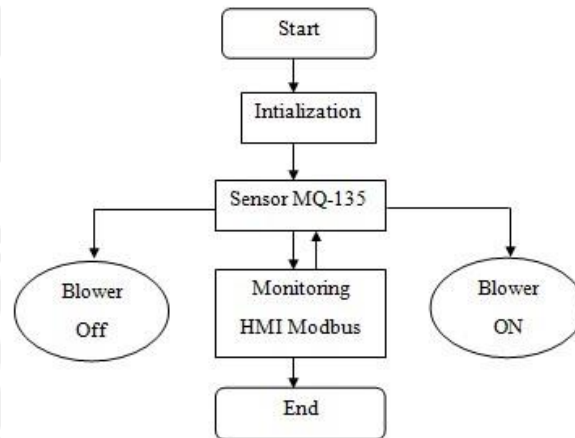 Start
Intialization
Sensor MQ-135
Blower
Off
Monitoring
HMI Modbus
Blower
ON
End